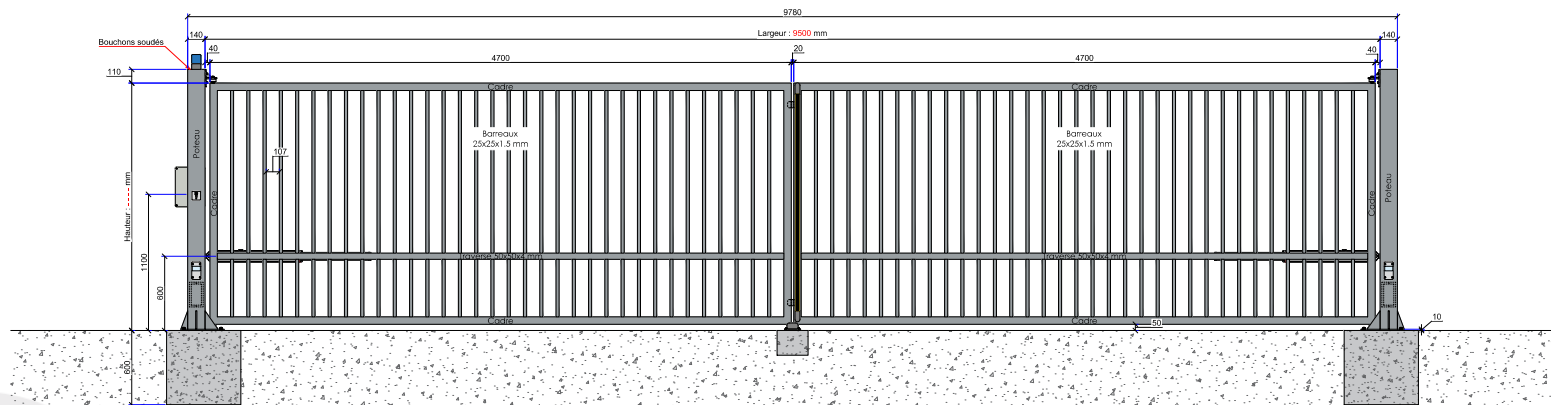 9780
140
Largeur : 9500 mm
140
Bouchons soudés
40
4700
20
4700
40
110
Cadre
Cadre
Barreaux
25x25x1.5 mm
Barreaux
25x25x1.5 mm
Poteau
107
Poteau
Hauteur : ---- mm
Cadre
Cadre
1100
600
Traverse 50x50x4 mm
Traverse 50x50x4 mm
Cadre
Cadre
50
10
600